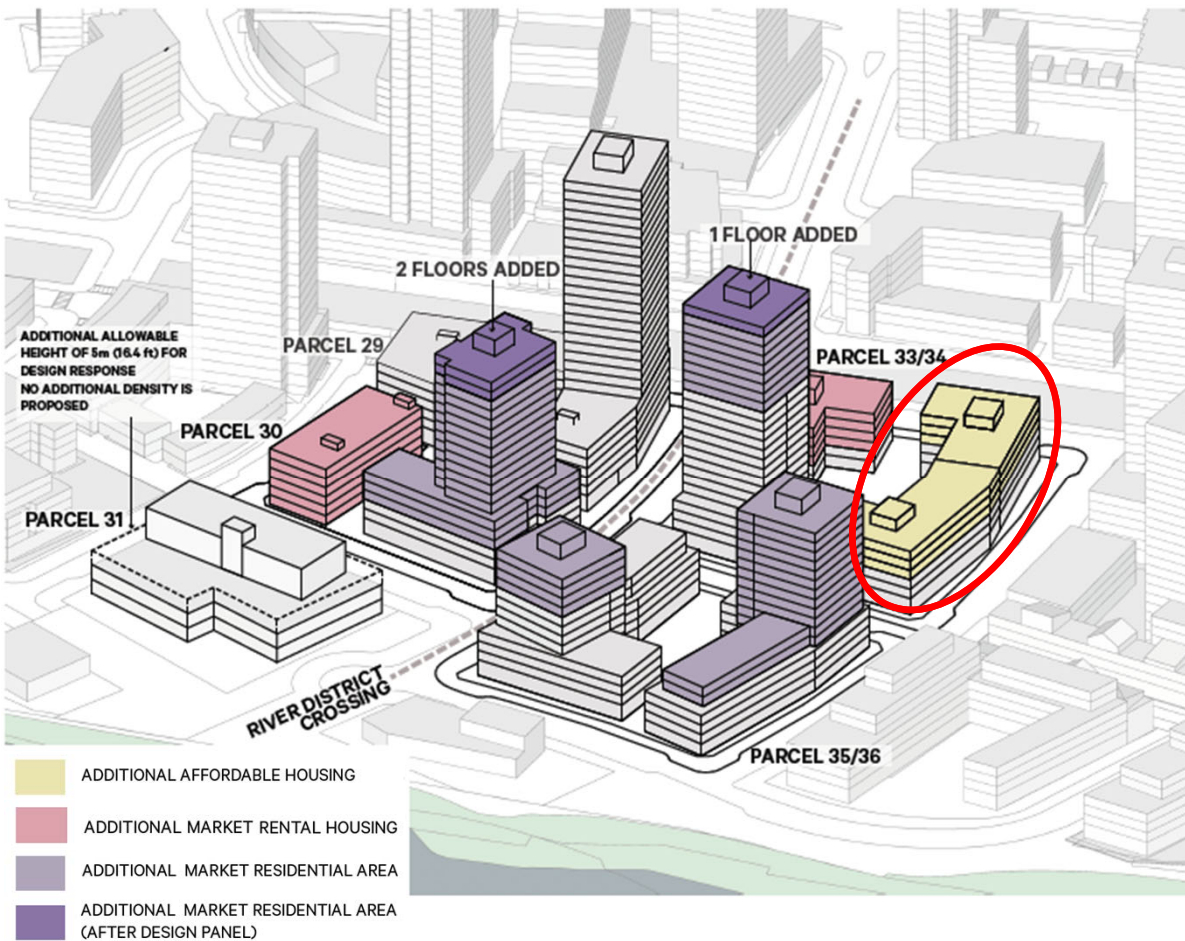 1 FLOOR ADDED
2 FLOORS ADDED
ADDITIONAL ALLOWABLE
HEIGHT OF 5m (16.4 ft) FOR
DESIGN RESPONSE
NO ADDITIONAL DENSITY IS
PROPOSED
PARCEL 29
PARCEL 33/34
PARCEL 30
PARCEL 31
RIVER DISTRICT
CROSSING
PARCEL 35/36
ADDITIONAL AFFORDABLE HOUSING
ADDITIONAL MARKET RENTAL HOUSING
ADDITIONAL MARKET RESIDENTIAL AREA
ADDITIONAL MARKET RESIDENTIAL AREA
(AFTER DESIGN PANEL)